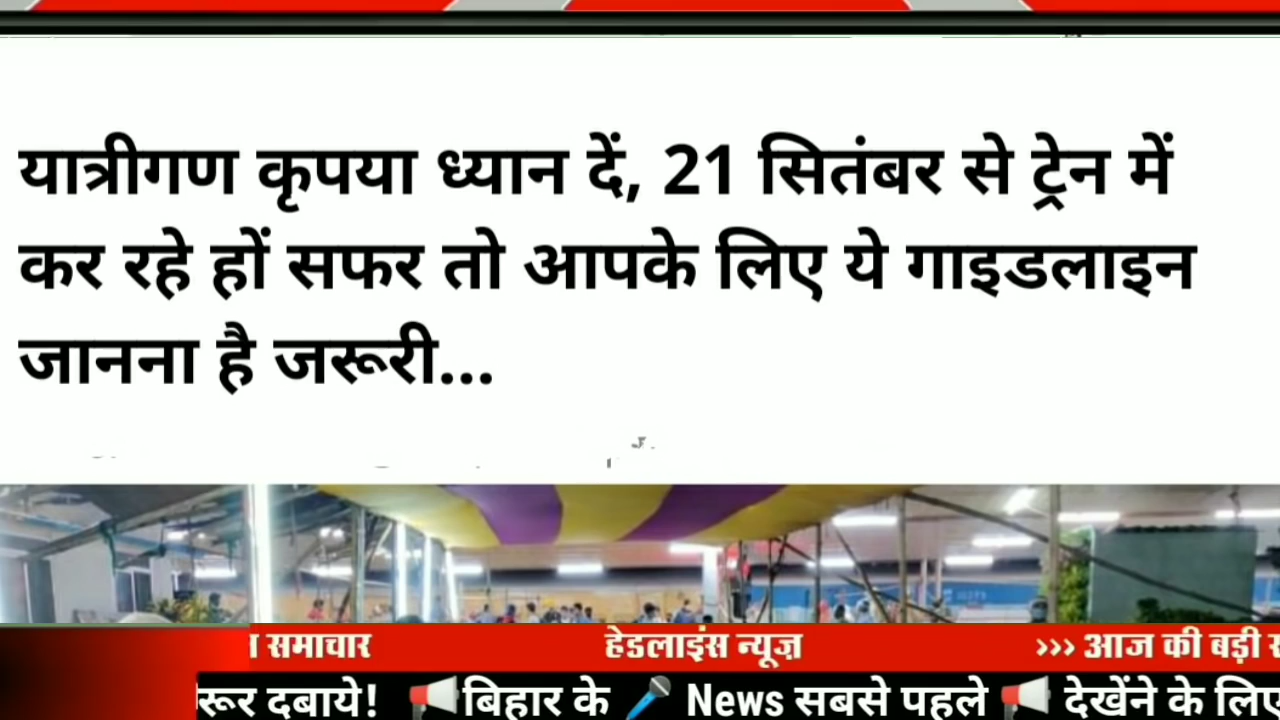 यात्रीगण कृपया ध्यान दें, 21 सितंबर से ट्रेन में
कर रहे हों सफर तो आपके लिए ये गाइडलाइन
जानना है जरूरी...
समाचार हेडलाइंस न्यूज़ >>> आज की बड़ी
दबाये! बिहार के News सबसे पहले देखेंने के लिए